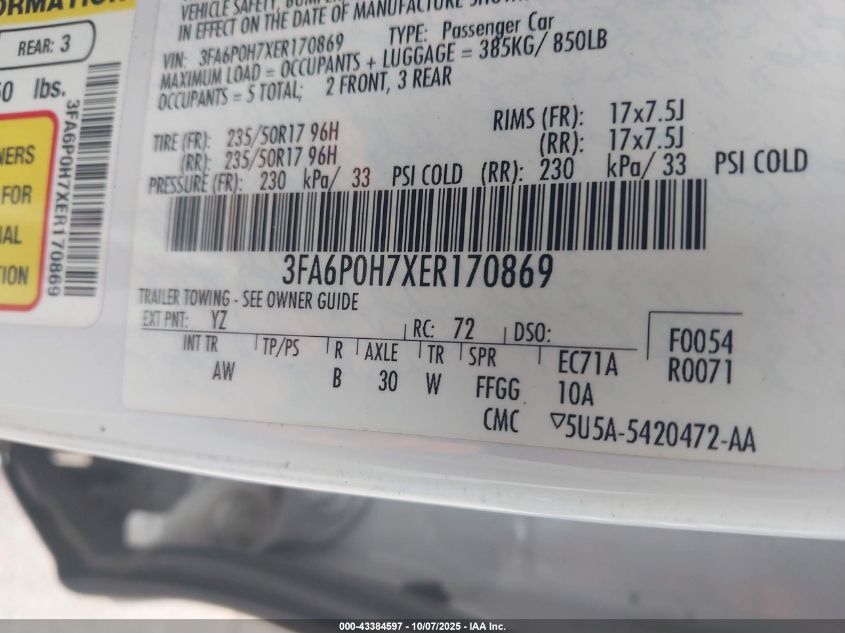 ORMATION
REAR: 3
lbs.
NERS
FOR
IAL
TION
3FA6P0H7XER170869
VEHICLE SAFETY,
IN EFFECT ON THE DATE OF MANUFACTURE
VIN: 3FA6P0H7XER170869 TYPE: Passenger Car
MAXIMUM LOAD = OCCUPANTS + LUGGAGE = 385KG/ 850LB
OCCUPANTS = 5 TOTAL; 2 FRONT, 3 REAR
TIRE (FR): 235/50R17 96H RIMS (FR): 17x7.5J
(RR): 235/50R17 96H (RR): 17x7.5J
PRESSURE (FR): 230 kPa/ 33 PSI COLD (RR): 230 kPa/ 33 PSI COLD
3FA6P0H7XER170869
TRAILER TOWING - SEE OWNER GUIDE
EXT PNT: YZ RC: 72 DSO: F0054
INT TR TP/PS R AXLE TR SPR EC71A R0071
AW B 30 W FFGG 10A
CMC ▽5U5A-5420472-AA
000-43384597 - 10/07/2025 - IAA Inc.